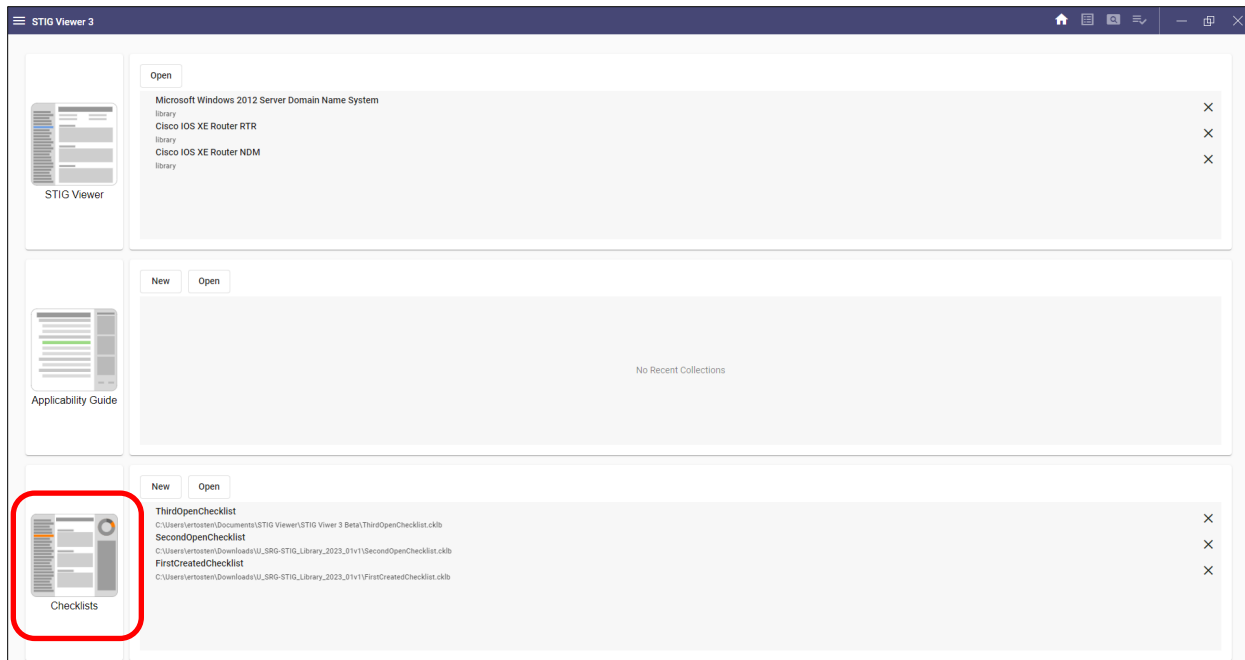 STIG Viewer 3
Open
Microsoft Windows 2012 Server Domain Name System
library
Cisco IOS XE Router RTR
library
Cisco IOS XE Router NDM
library
STIG Viewer
New Open
No Recent Collections
Applicability Guide
New Open
ThirdOpenChecklist
C:\Users\ertosten\Documents\STIG Viewer\STIG Viwer 3 Beta\ThirdOpenChecklist.cklb
SecondOpenChecklist
C:\Users\ertosten\Downloads\U_SRG-STIG_Library_2023_01v1\SecondOpenChecklist.cklb
FirstCreatedChecklist
C:\Users\ertosten\Downloads\U_SRG-STIG_Library_2023_01v1\FirstCreatedChecklist.cklb
Checklists